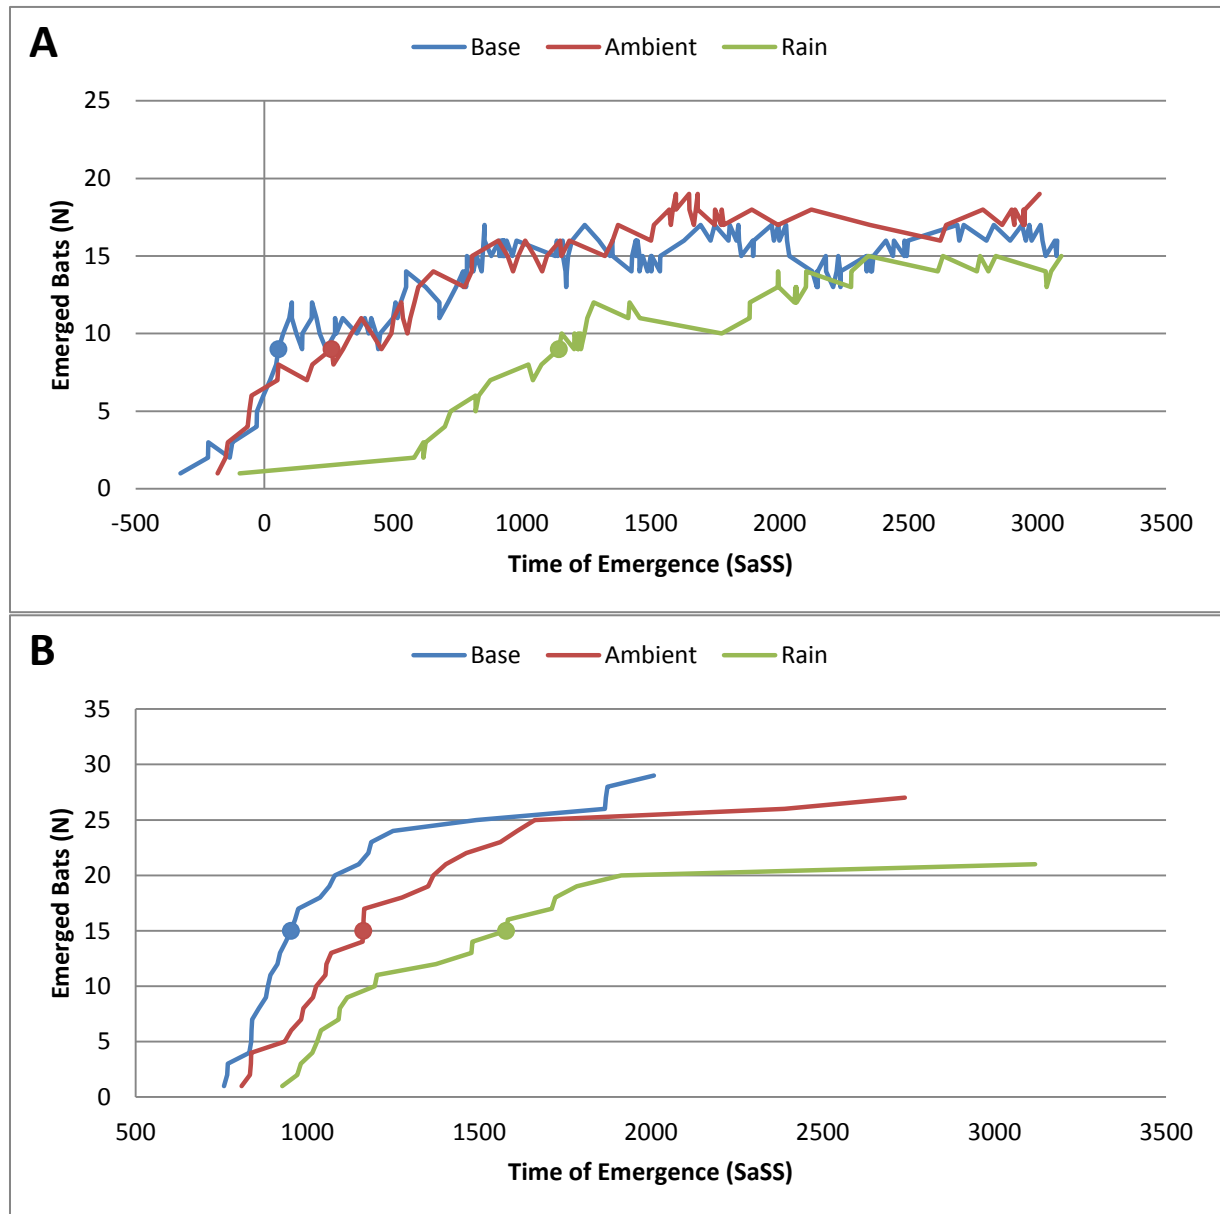 A
Base Ambient Rain
25
20
15
10
5
0
Emerged Bats (N)
-500 0 500 1000 1500 2000 2500 3000 3500
Time of Emergence (SaSS)
B
Base Ambient Rain
35
30
25
20
15
10
5
0
Emerged Bats (N)
500 1000 1500 2000 2500 3000 3500
Time of Emergence (SaSS)